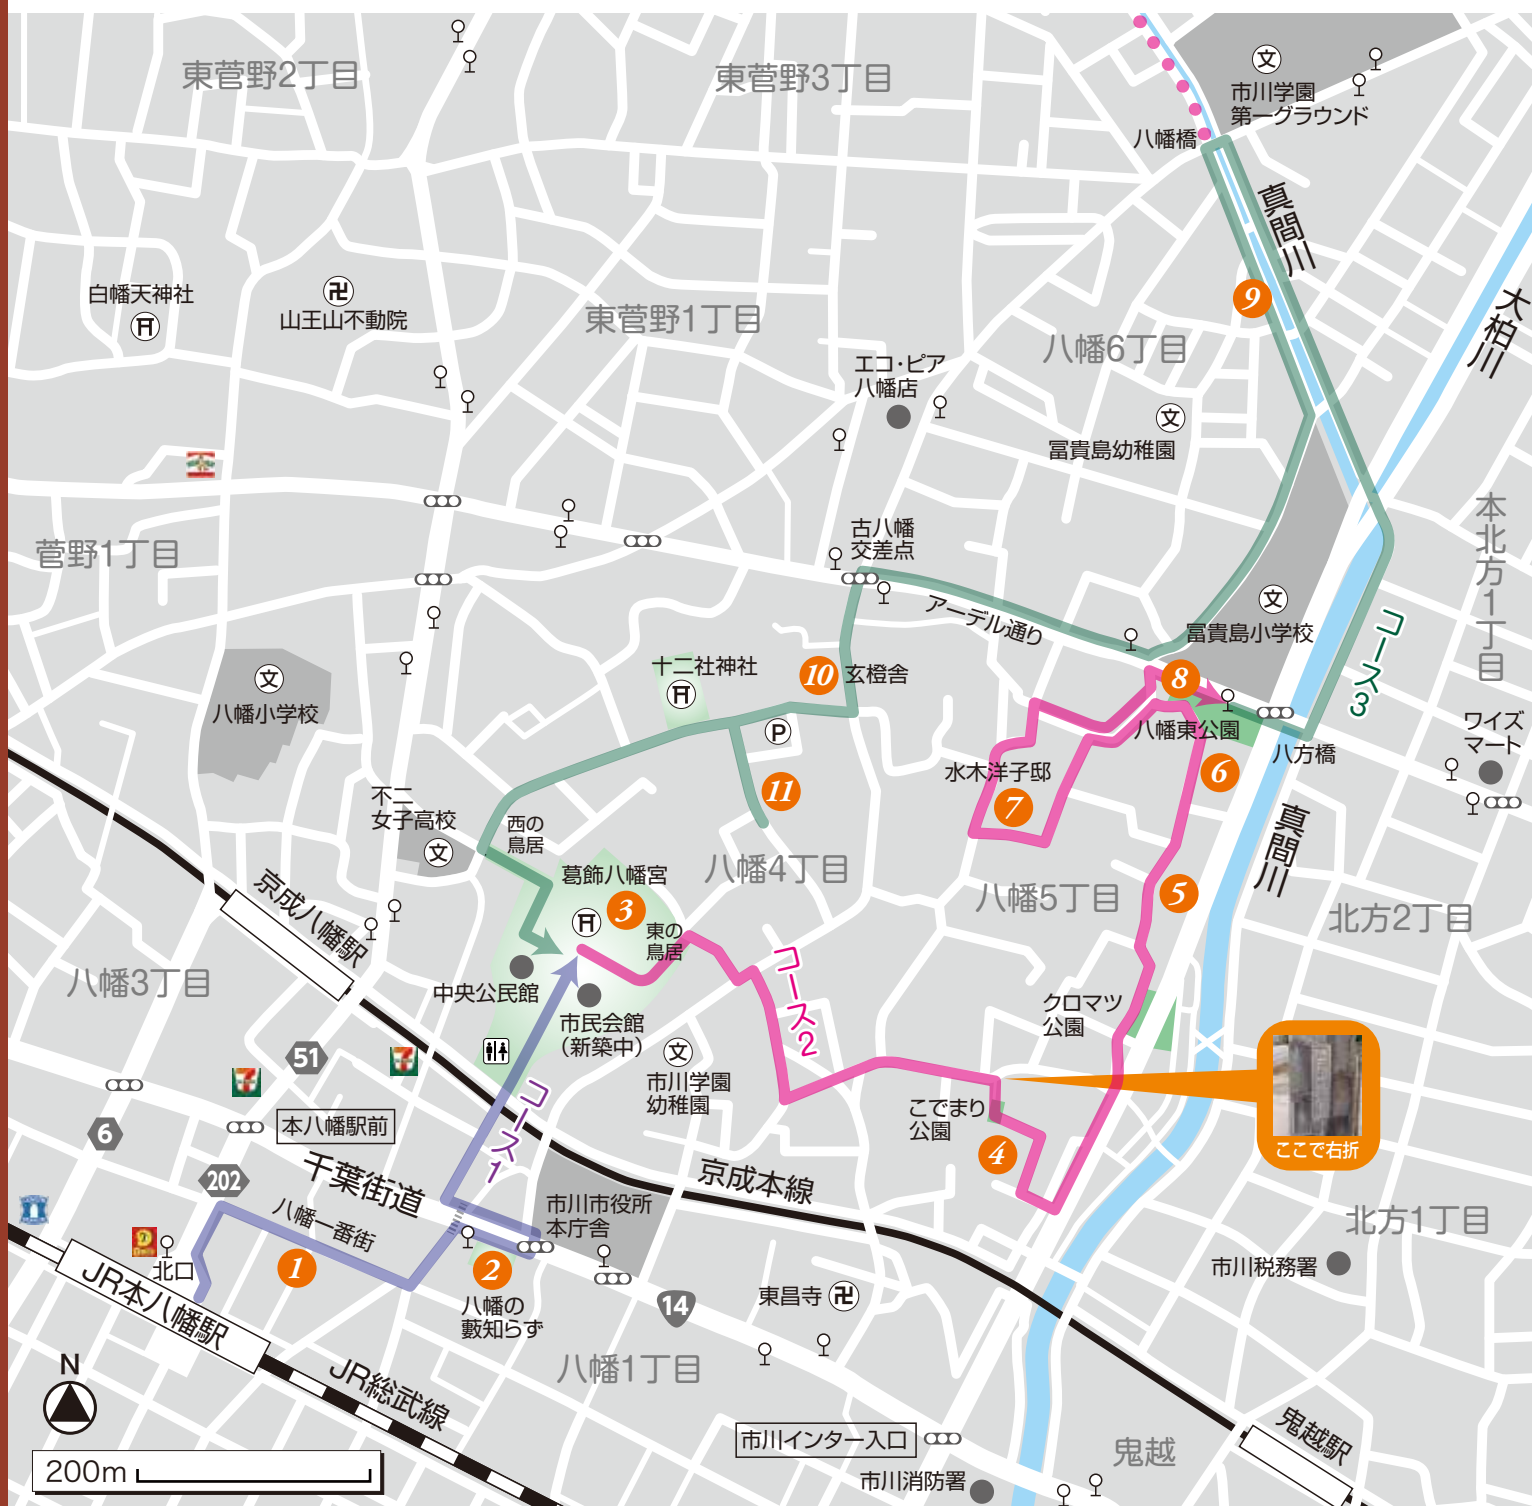 東菅野2丁目
東菅野3丁目
文
市川学園
第一グラウンド
八幡橋
真間川
大柏川
白幡天神社
卍
山王山不動院
東菅野1丁目
9
八幡6丁目
エコ・ピア
八幡店
文
冨貴島幼稚園
本北方1丁目
菅野1丁目
古八幡
交差点
アーデル通り
文
冨貴島小学校
コース3
十二社神社
10
玄橙舎
8
文
八幡小学校
P
八幡東公園
八方橋
ワイズ
マート
水木洋子邸
6
7
11
不二
女子高校
文
西の
鳥居
真間川
京成八幡駅
葛飾八幡宮
3
八幡4丁目
八幡5丁目
5
北方2丁目
東の
鳥居
八幡3丁目
中央公民館
コース2
クロマツ
公園
市民会館
(新築中)
51
7
7
文
市川学園
幼稚園
こでまり
公園
4
ここで右折
コース1
6
本八幡駅前
202
千葉街道
京成本線
八幡一番街
市川市役所
本庁舎
北方1丁目
北口
1
2
八幡の
藪知らず
市川税務署
JR本八幡駅
14
東昌寺
卍
八幡1丁目
N
JR総武線
鬼越駅
市川インター入口
鬼越
200m
市川消防署